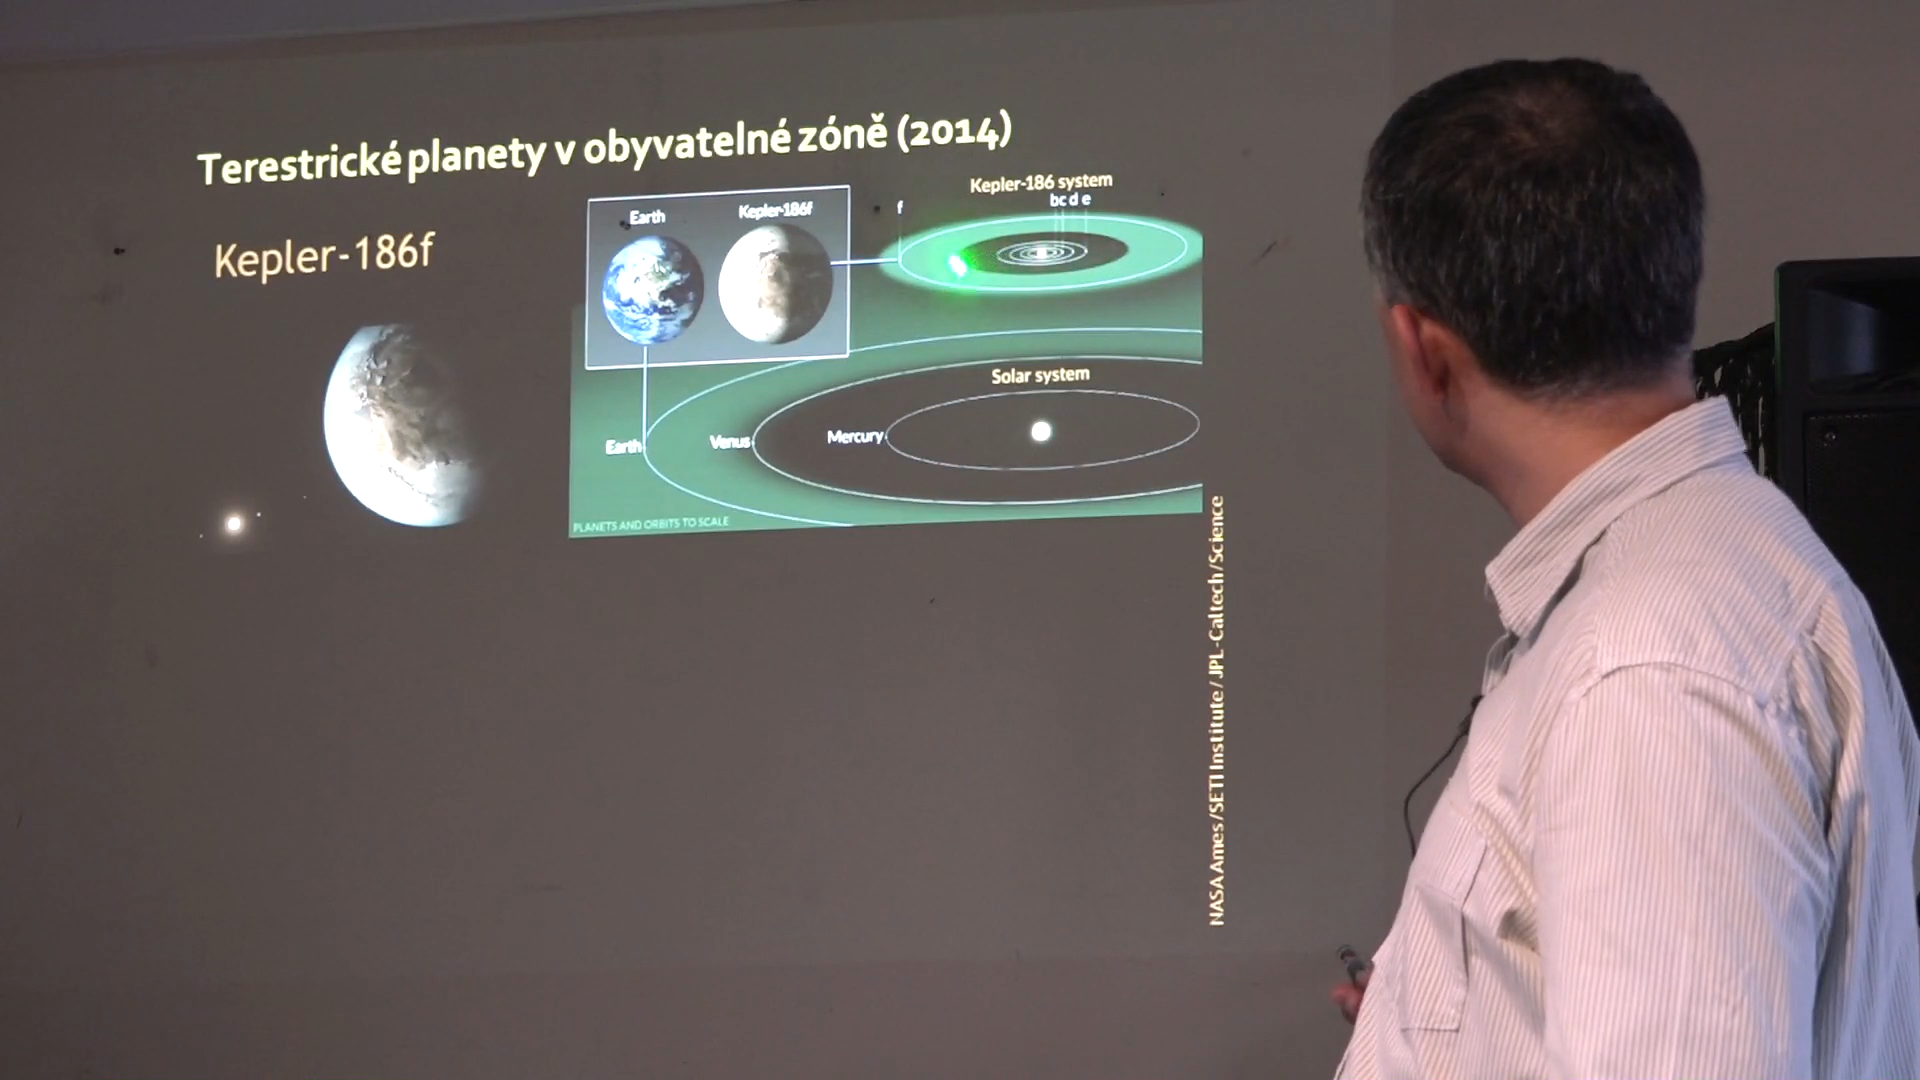 Terestrické planety v obyvatelné zóně (2014)
Kepler-186f
Earth
Kepler-186f
f
Kepler-186 system
bc d e
Solar system
Earth
Venus
Mercury
PLANETS AND ORBITS TO SCALE
NASA Ames/SETI Institute/JPL-Caltech/Science